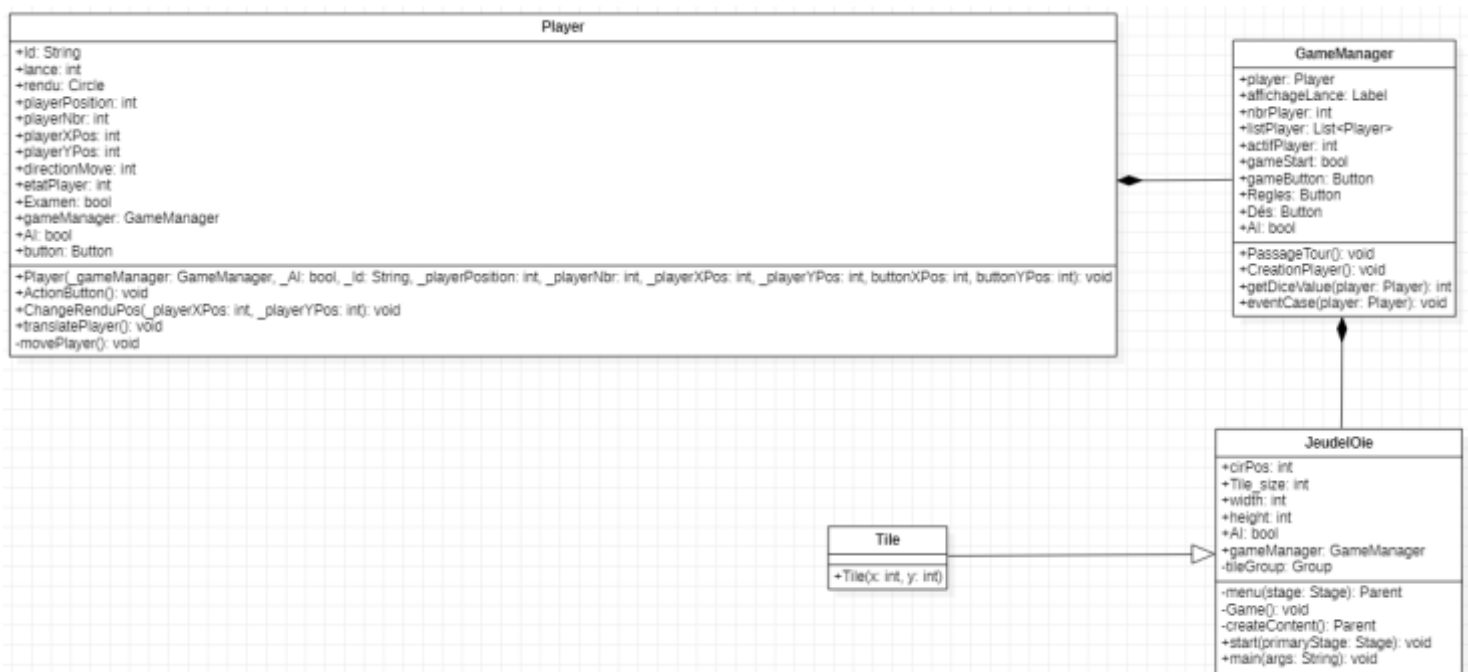 Player
+Id: String
+lance: int
+rendu: Circle
+playerPosition: int
+playerNbr: int
+playerXPos: int
+playerYPos: int
+directionMove: int
+etatPlayer: int
+Examen: bool
+gameManager: GameManager
+AI: bool
+button: Button
+Player(_gameManager: GameManager, _AI: bool, _Id: String, _playerPosition: int, _playerNbr: int, _playerXPos: int, _playerYPos: int, buttonXPos: int, buttonYPos: int): void
+ActionButton(): void
+ChangeRenduPos(_playerXPos: int, _playerYPos: int): void
+translatePlayer(): void
-movePlayer(): void
GameManager
+player: Player
+affichageLance: Label
+nbrPlayer: int
+listPlayer: List<Player>
+actifPlayer: int
+gameStart: bool
+gameButton: Button
+Regles: Button
+Dés: Button
+AI: bool
+PassageTour(): void
+CreationPlayer(): void
+getDiceValue(player: Player): int
+eventCase(player: Player): void
Tile
+Tile(x: int, y: int)
JeudelOie
+cirPos: int
+Tile_size: int
+width: int
+height: int
+AI: bool
+gameManager: GameManager
-tileGroup: Group
-menu(stage: Stage): Parent
-Game(): void
-createContent(): Parent
+start(primaryStage: Stage): void
+main(args: String): void